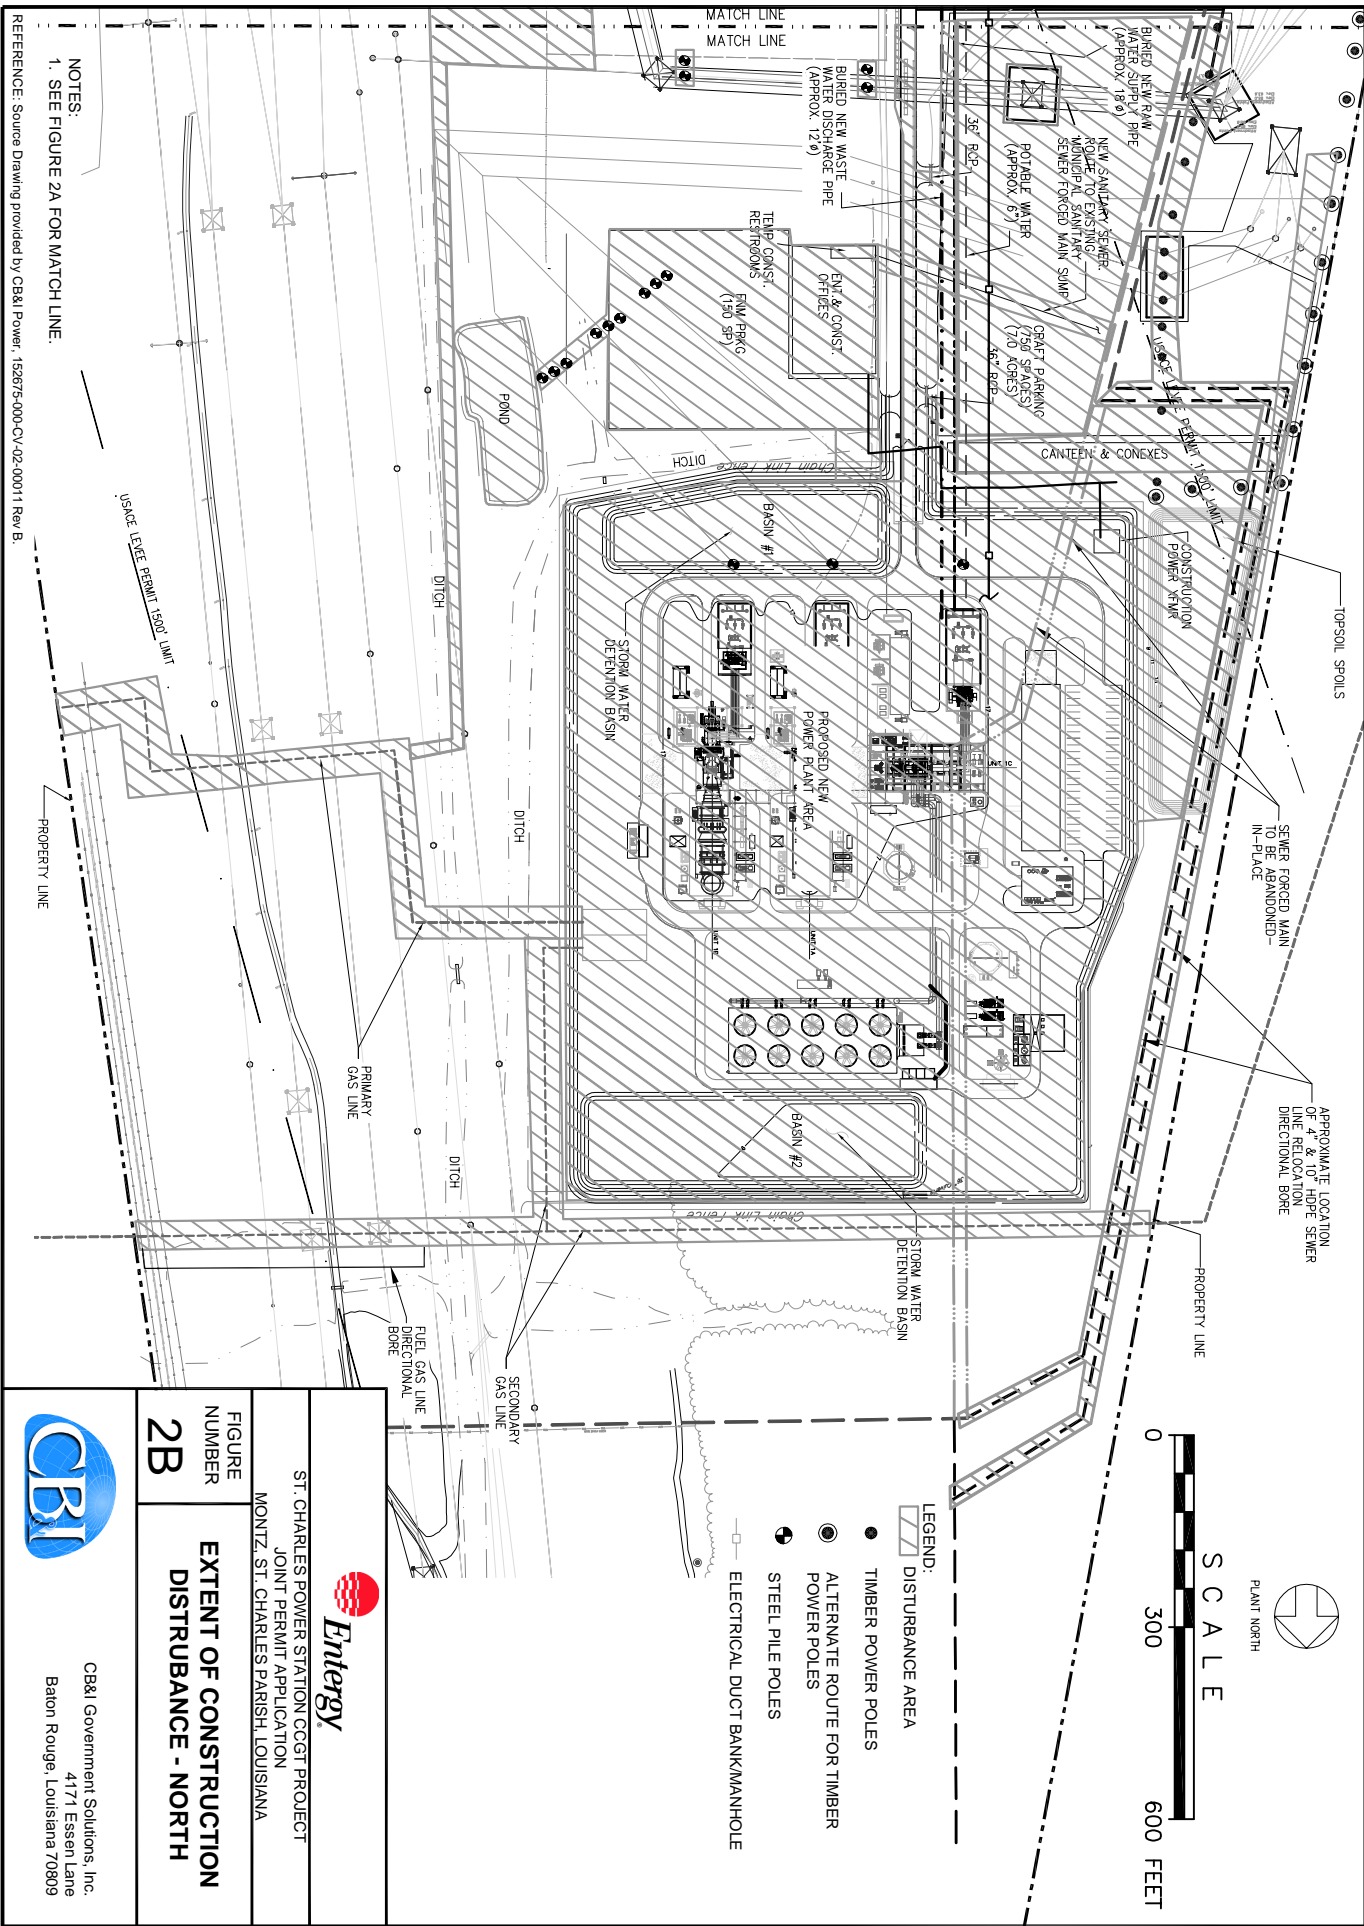 MATCH LINE
MATCH LINE
BURIED NEW RAW
WATER SUPPLY PIPE
(APPROX. 18"Ø)
NEW SANITARY SEWER.
ROUTE TO EXISTING
MUNICIPAL SANITARY
SEWER FORCED MAIN SUMP
POTABLE WATER
(APPROX. 6")
36" RCP
36" RCP
BURIED NEW WASTE
WATER DISCHARGE PIPE
(APPROX. 12"Ø)
TEMP CONST.
RESTROOMS
ENT.& CONST.
OFFICES
ENM PRKG
(150 SP)
CRAFT PARKING
(750 SPACES)
(7.0 ACRES)
USACE LEVEE PERMIT 1500' LIMIT
CANTEEN & CONEXES
CONSTRUCTION
POWER XFMR
TOPSOIL SPOILS
POND
DITCH
Chain Link Fence
BASIN #1
STORM WATER
DETENTION BASIN
PROPOSED NEW
POWER PLANT AREA
UNIT 1C
UNIT 1B
UNIT 1A
DITCH
DITCH
DITCH
USACE LEVEE PERMIT 1500' LIMIT
SEWER FORCED MAIN
TO BE ABANDONED-
IN-PLACE
PROPERTY LINE
PRIMARY
GAS LINE
BASIN #2
STORM WATER
DETENTION BASIN
Chain Link Fence
APPROXIMATE LOCATION
OF 4" & 10" HDPE SEWER
LINE RELOCATION
DIRECTIONAL BORE
PROPERTY LINE
FUEL GAS LINE
DIRECTIONAL
BORE
SECONDARY
GAS LINE
NOTES:
1. SEE FIGURE 2A FOR MATCH LINE.
REFERENCE: Source Drawing provided by CB&I Power, 152675-000-CV-02-00011 Rev B.
PLANT NORTH
SCALE
0 300 600 FEET
LEGEND:
DISTURBANCE AREA
TIMBER POWER POLES
ALTERNATE ROUTE FOR TIMBER
POWER POLES
STEEL PILE POLES
ELECTRICAL DUCT BANK/MANHOLE
Entergy®
ST. CHARLES POWER STATION CCGT PROJECT
JOINT PERMIT APPLICATION
MONTZ, ST. CHARLES PARISH, LOUISIANA
FIGURE
NUMBER
2B
EXTENT OF CONSTRUCTION
DISTRUBANCE - NORTH
CB&I
CB&I Government Solutions, Inc.
4171 Essen Lane
Baton Rouge, Louisiana 70809